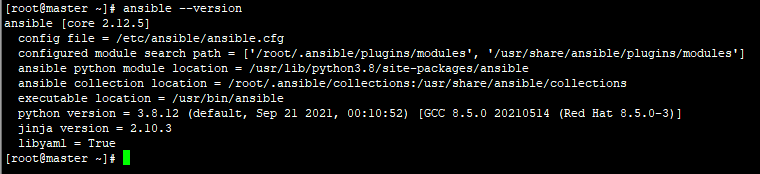 [root@master ~]# ansible --version
ansible [core 2.12.5]
  config file = /etc/ansible/ansible.cfg
  configured module search path = ['/root/.ansible/plugins/modules', '/usr/share/ansible/plugins/modules']
  ansible python module location = /usr/lib/python3.8/site-packages/ansible
  ansible collection location = /root/.ansible/collections:/usr/share/ansible/collections
  executable location = /usr/bin/ansible
  python version = 3.8.12 (default, Sep 21 2021, 00:10:52) [GCC 8.5.0 20210514 (Red Hat 8.5.0-3)]
  jinja version = 2.10.3
  libyaml = True
[root@master ~]#